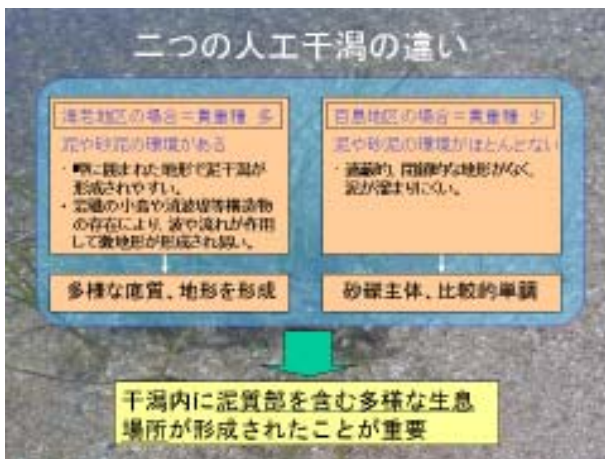 二つの人工干潟の違い
海老地区の場合＝貴重種 多
泥や砂泥の環境がある
・岬に囲まれた地形で泥干潟が
形成されやすい。
・岩礁の小島や流波堤等構造物
の存在により、波や流れが作用
して微地形が形成され易い。
多様な底質、地形を形成
百島地区の場合＝貴重種 少
泥や砂泥の環境がほとんどない
・遮蔽的、閉鎖的な地形がなく、
泥が溜まりにくい。
砂礫主体、比較的単調
干潟内に泥質部を含む多様な生息
場所が形成されたことが重要